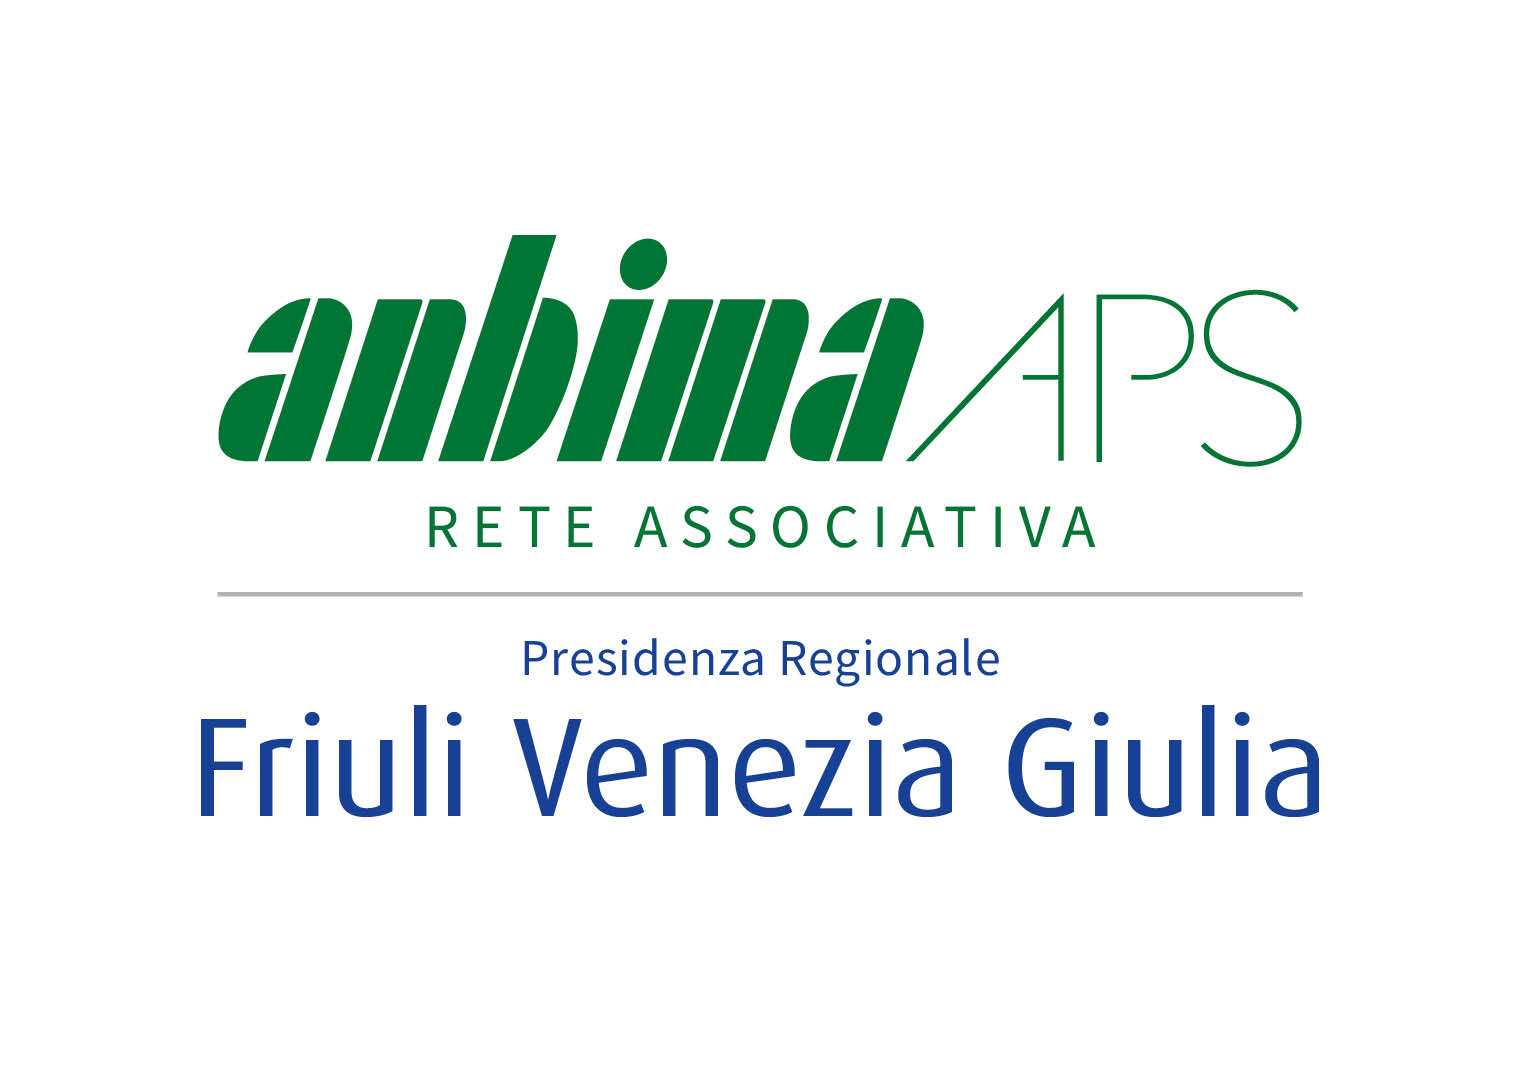 anbima APS
RETE ASSOCIATIVA
Presidenza Regionale
Friuli Venezia Giulia